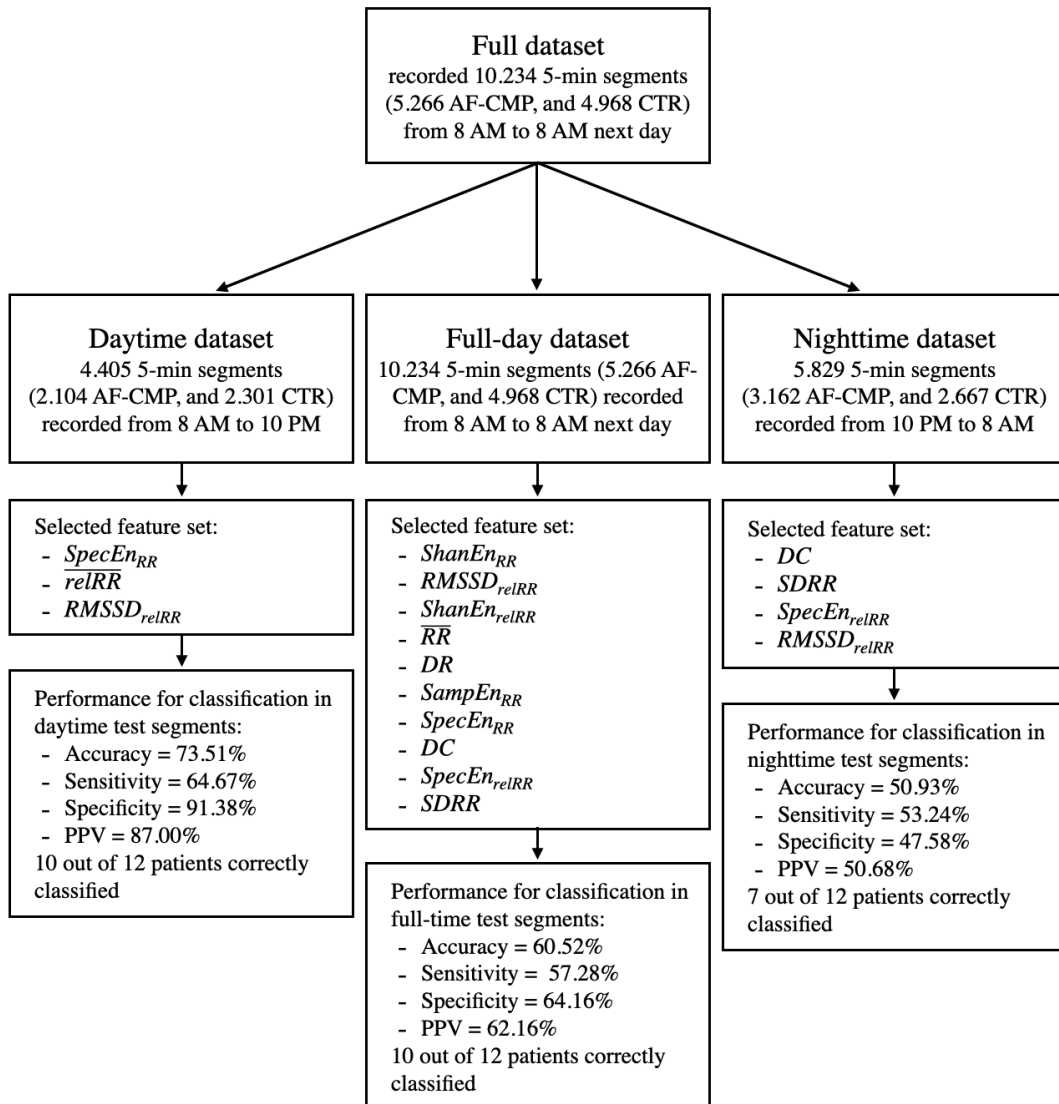 Full dataset
recorded 10.234 5-min segments
(5.266 AF-CMP, and 4.968 CTR)
from 8 AM to 8 AM next day
Daytime dataset
4.405 5-min segments
(2.104 AF-CMP, and 2.301 CTR)
recorded from 8 AM to 10 PM
Selected feature set:
- SpecEn_RR
- \overline{relRR}
- RMSSD_relRR
Performance for classification in
daytime test segments:
- Accuracy = 73.51%
- Sensitivity = 64.67%
- Specificity = 91.38%
- PPV = 87.00%
10 out of 12 patients correctly
classified
Full-day dataset
10.234 5-min segments (5.266 AF-
CMP, and 4.968 CTR) recorded
from 8 AM to 8 AM next day
Selected feature set:
- ShanEn_RR
- RMSSD_relRR
- ShanEn_relRR
- \overline{RR}
- DR
- SampEn_RR
- SpecEn_RR
- DC
- SpecEn_relRR
- SDRR
Performance for classification in
full-time test segments:
- Accuracy = 60.52%
- Sensitivity = 57.28%
- Specificity = 64.16%
- PPV = 62.16%
10 out of 12 patients correctly
classified
Nighttime dataset
5.829 5-min segments
(3.162 AF-CMP, and 2.667 CTR)
recorded from 10 PM to 8 AM
Selected feature set:
- DC
- SDRR
- SpecEn_relRR
- RMSSD_relRR
Performance for classification in
nighttime test segments:
- Accuracy = 50.93%
- Sensitivity = 53.24%
- Specificity = 47.58%
- PPV = 50.68%
7 out of 12 patients correctly
classified